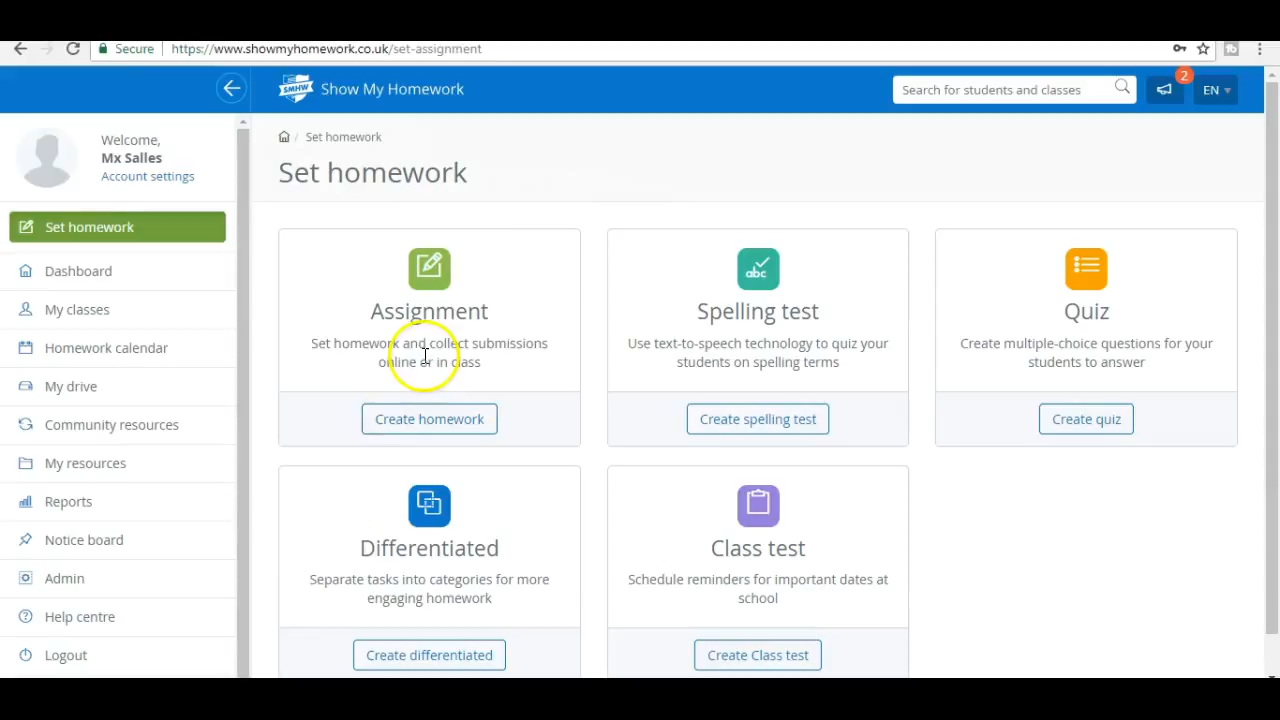 Secure https://www.showmyhomework.co.uk/set-assignment
SMHW Show My Homework
Search for students and classes
2
EN
Welcome,
Mx Salles
Account settings
Set homework
Dashboard
My classes
Homework calendar
My drive
Community resources
My resources
Reports
Notice board
Admin
Help centre
Logout
Set homework
Set homework
Assignment
Set homework and collect submissions
online or in class
Create homework
abc
Spelling test
Use text-to-speech technology to quiz your
students on spelling terms
Create spelling test
Quiz
Create multiple-choice questions for your
students to answer
Create quiz
Differentiated
Separate tasks into categories for more
engaging homework
Create differentiated
Class test
Schedule reminders for important dates at
school
Create Class test